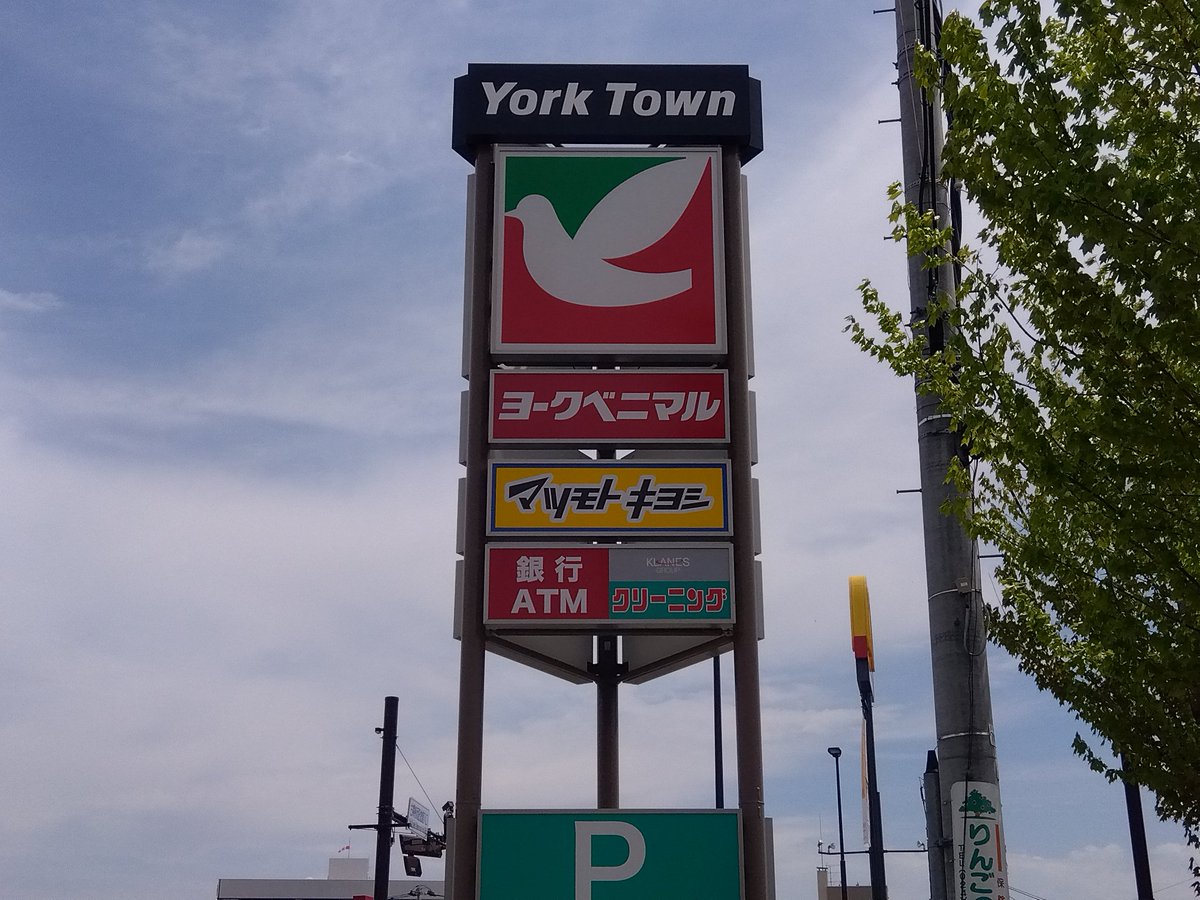 York Town
ヨークベニマル
マツモトキヨシ
銀行
ATM
KLANES
GROUP
クリーニング
P
りんご